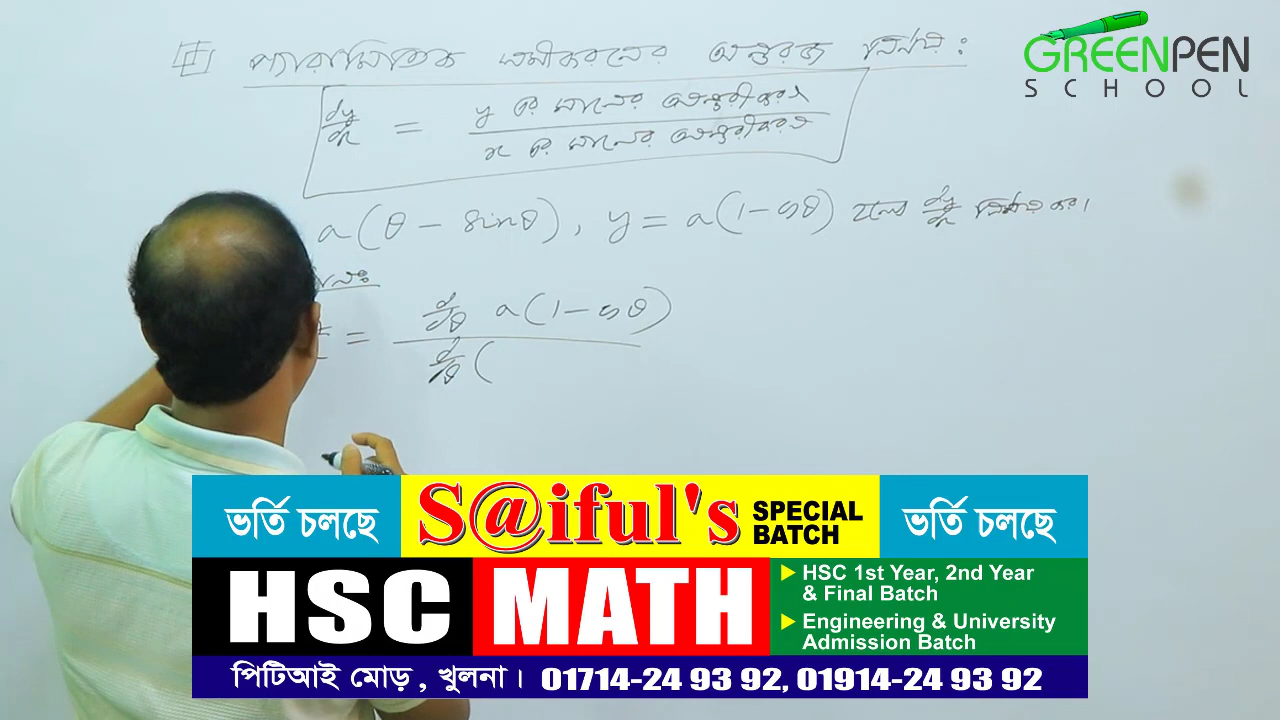 GREENPEN
SCHOOL
প্যারামিতিক সমীকরনের অন্তরজ নির্ণয় :
dy/dx = y এর মানের অন্তরীকরণ / x এর মানের অন্তরীকরণ
a(θ − sinθ), y = a(1−cosθ) হলে dy/dx নির্ণয় কর।
= d/dθ a(1−cosθ)
d/dθ (
ভর্তি চলছে
S@iful's
SPECIAL
BATCH
ভর্তি চলছে
HSC MATH
HSC 1st Year, 2nd Year
& Final Batch
Engineering & University
Admission Batch
পিটিআই মোড়, খুলনা। 01714-24 93 92, 01914-24 93 92